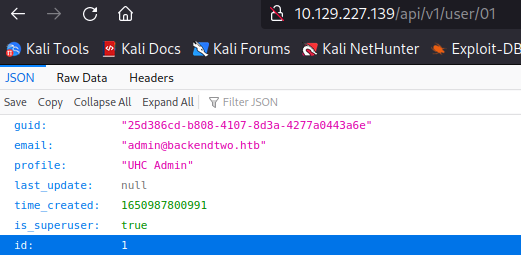 10.129.227.139/api/v1/user/01
Kali Tools Kali Docs Kali Forums Kali NetHunter Exploit-DB
JSON Raw Data Headers
Save Copy Collapse All Expand All Filter JSON
guid: "25d386cd-b808-4107-8d3a-4277a0443a6e"
email: "admin@backendtwo.htb"
profile: "UHC Admin"
last_update: null
time_created: 1650987800991
is_superuser: true
id: 1